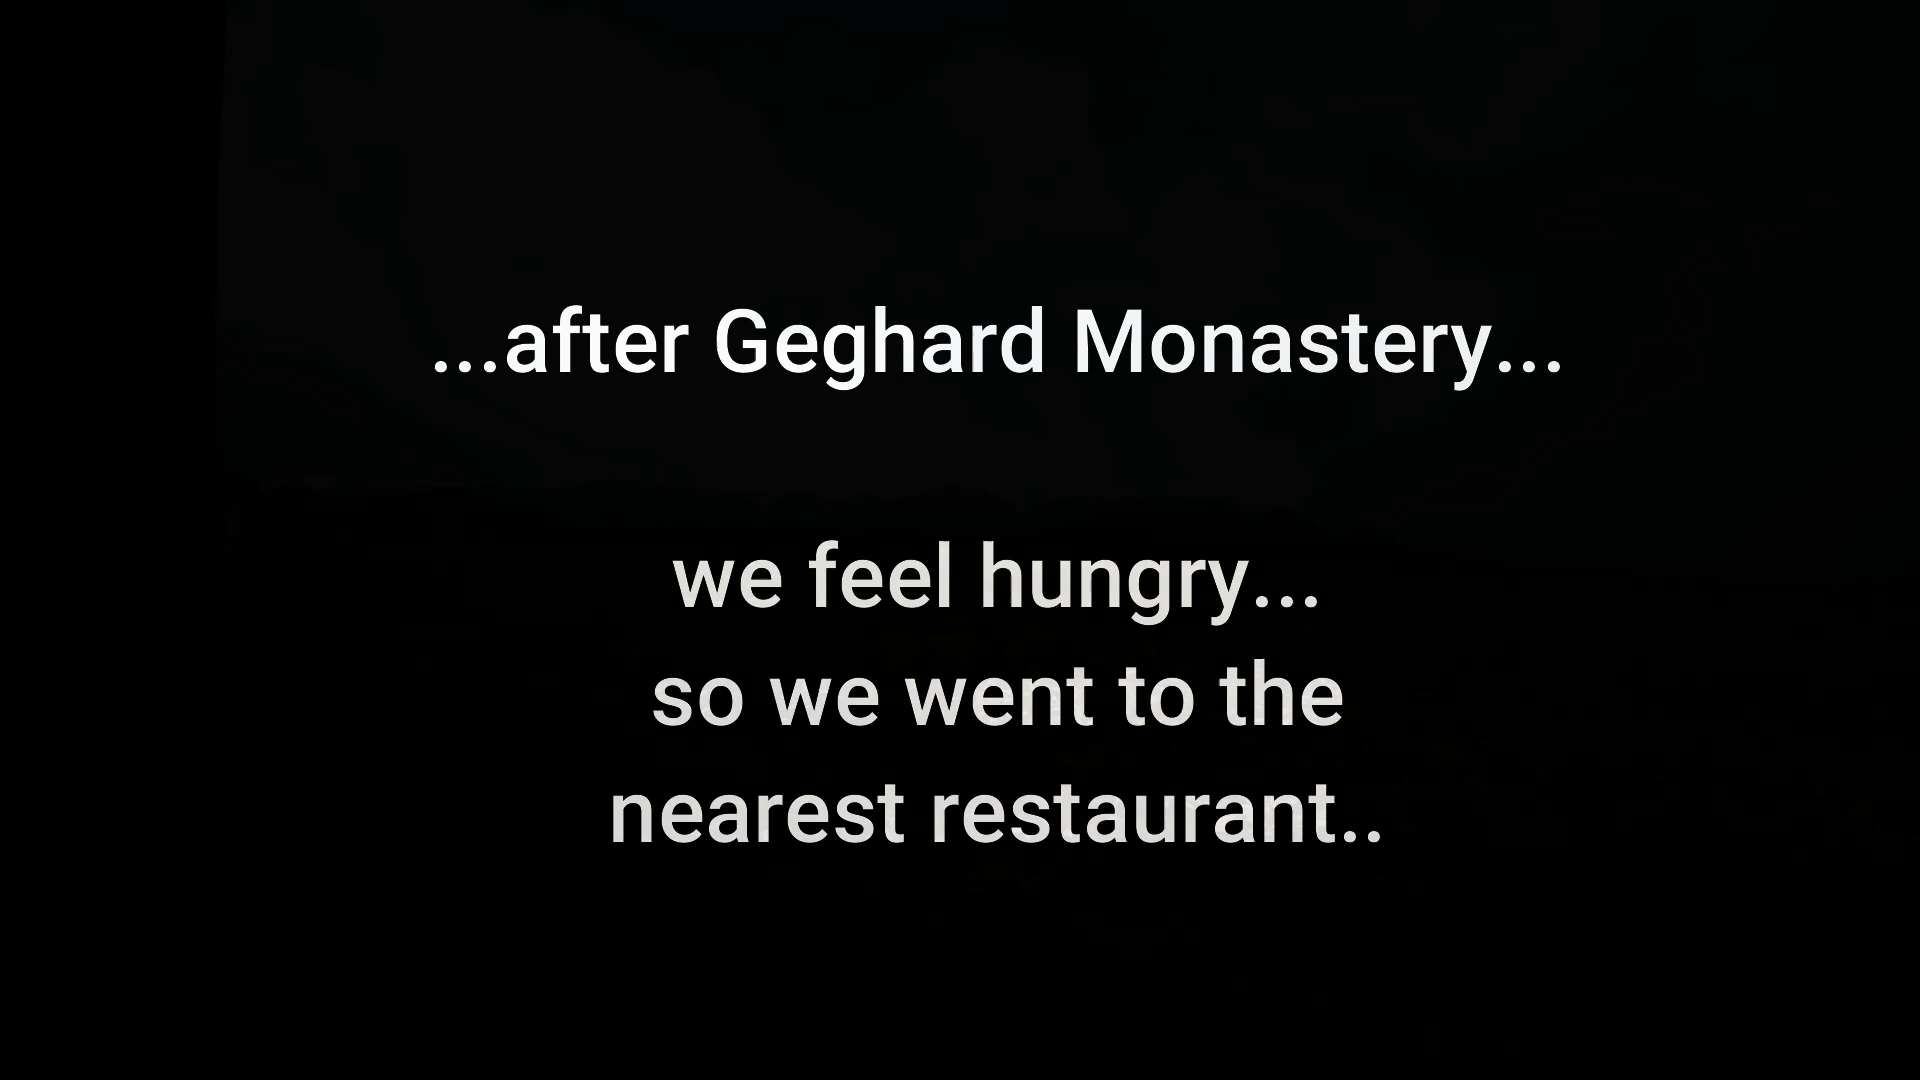 ...after Geghard Monastery...
we feel hungry...
so we went to the
nearest restaurant..